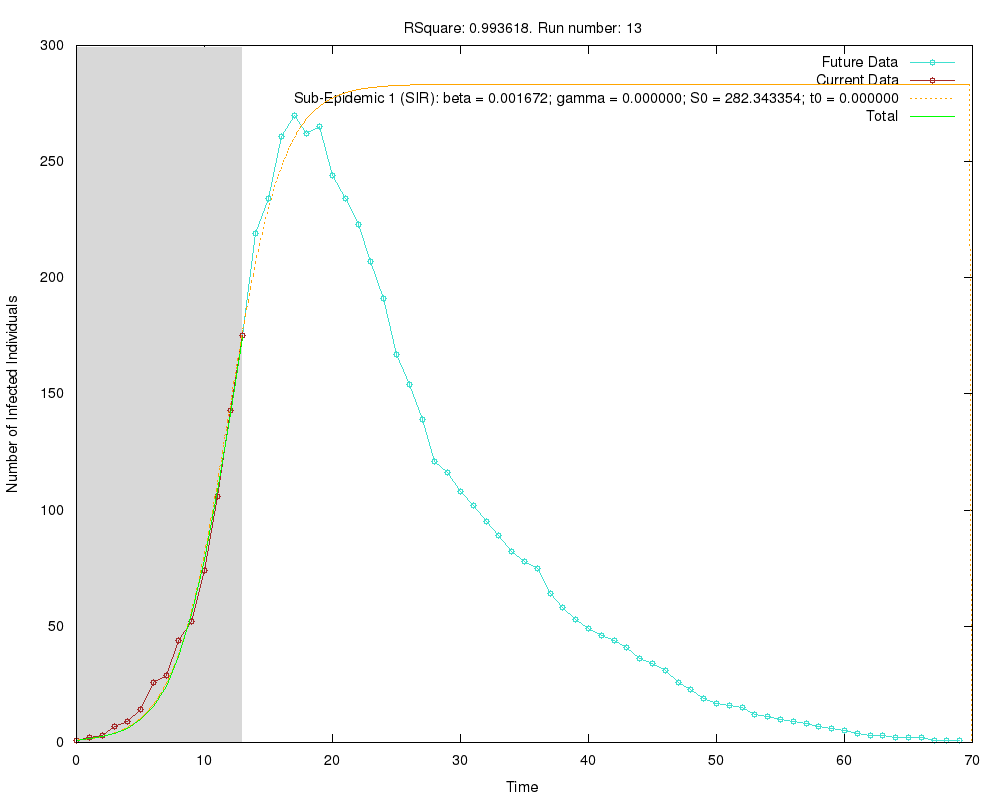 RSquare: 0.993618. Run number: 13
300
250
200
150
100
50
0
Number of Infected Individuals
Future Data
Current Data
Sub-Epidemic 1 (SIR): beta = 0.001672; gamma = 0.000000; S0 = 282.343354; t0 = 0.000000
Total
0 10 20 30 40 50 60 70
Time